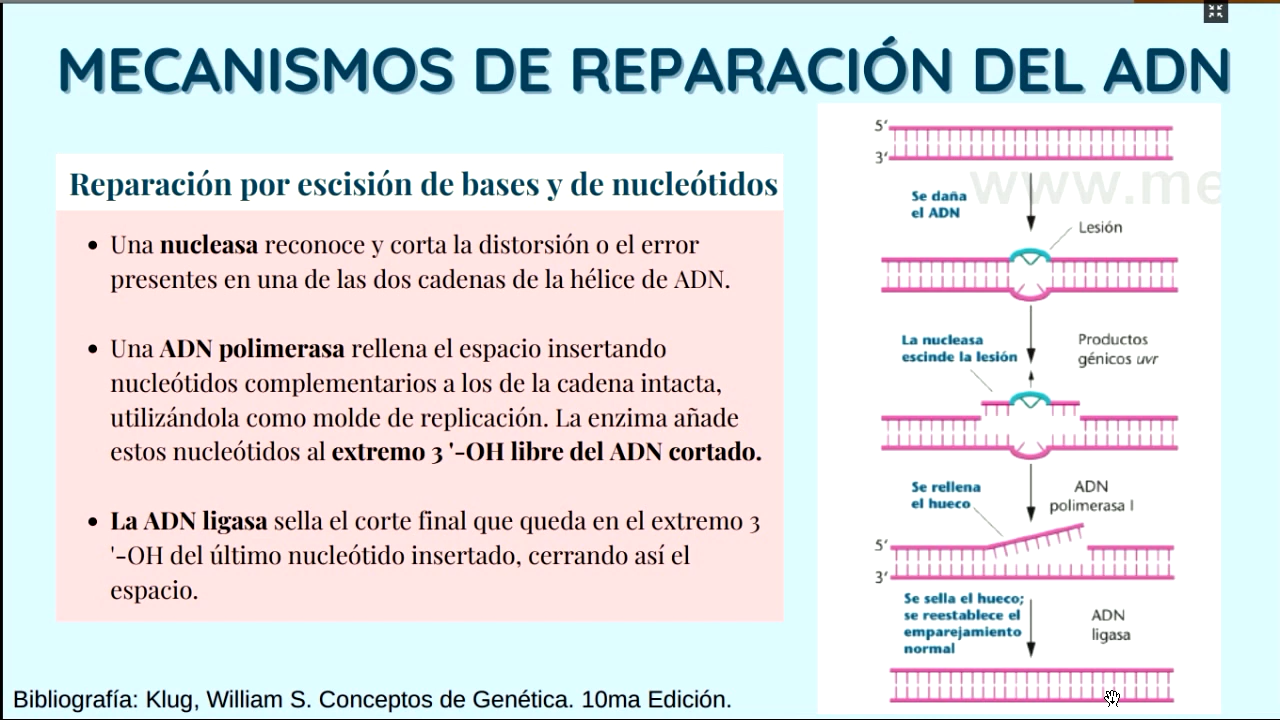 MECANISMOS DE REPARACIÓN DEL ADN
Reparación por escisión de bases y de nucleótidos
• Una nucleasa reconoce y corta la distorsión o el error
presentes en una de las dos cadenas de la hélice de ADN.
• Una ADN polimerasa rellena el espacio insertando
nucleótidos complementarios a los de la cadena intacta,
utilizándola como molde de replicación. La enzima añade
estos nucleótidos al extremo 3 '-OH libre del ADN cortado.
• La ADN ligasa sella el corte final que queda en el extremo 3
'-OH del último nucleótido insertado, cerrando así el
espacio.
Bibliografía: Klug, William S. Conceptos de Genética. 10ma Edición.
5′
3′
www.me
Se daña
el ADN
Lesión
La nucleasa
escinde la lesión
Productos
génicos uvr
Se rellena
el hueco
ADN
polimerasa I
5′
3′
Se sella el hueco;
se reestablece el
emparejamiento
normal
ADN
ligasa